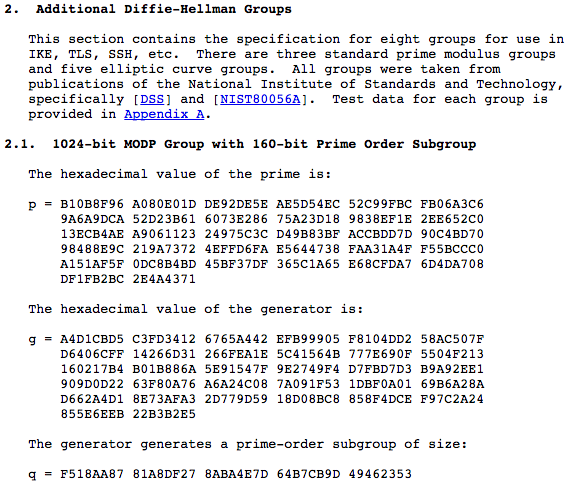 2.  Additional Diffie-Hellman Groups
This section contains the specification for eight groups for use in
IKE, TLS, SSH, etc.  There are three standard prime modulus groups
and five elliptic curve groups.  All groups were taken from
publications of the National Institute of Standards and Technology,
specifically [DSS] and [NIST80056A].  Test data for each group is
provided in Appendix A.
2.1.  1024-bit MODP Group with 160-bit Prime Order Subgroup
The hexadecimal value of the prime is:
p = B10B8F96 A080E01D DE92DE5E AE5D54EC 52C99FBC FB06A3C6
9A6A9DCA 52D23B61 6073E286 75A23D18 9838EF1E 2EE652C0
13ECB4AE A9061123 24975C3C D49B83BF ACCBDD7D 90C4BD70
98488E9C 219A7372 4EFFD6FA E5644738 FAA31A4F F55BCCC0
A151AF5F 0DC8B4BD 45BF37DF 365C1A65 E68CFDA7 6D4DA708
DF1FB2BC 2E4A4371
The hexadecimal value of the generator is:
g = A4D1CBD5 C3FD3412 6765A442 EFB99905 F8104DD2 58AC507F
D6406CFF 14266D31 266FEA1E 5C41564B 777E690F 5504F213
160217B4 B01B886A 5E91547F 9E2749F4 D7FBD7D3 B9A92EE1
909D0D22 63F80A76 A6A24C08 7A091F53 1DBF0A01 69B6A28A
D662A4D1 8E73AFA3 2D779D59 18D08BC8 858F4DCE F97C2A24
855E6EEB 22B3B2E5
The generator generates a prime-order subgroup of size:
q = F518AA87 81A8DF27 8ABA4E7D 64B7CB9D 49462353